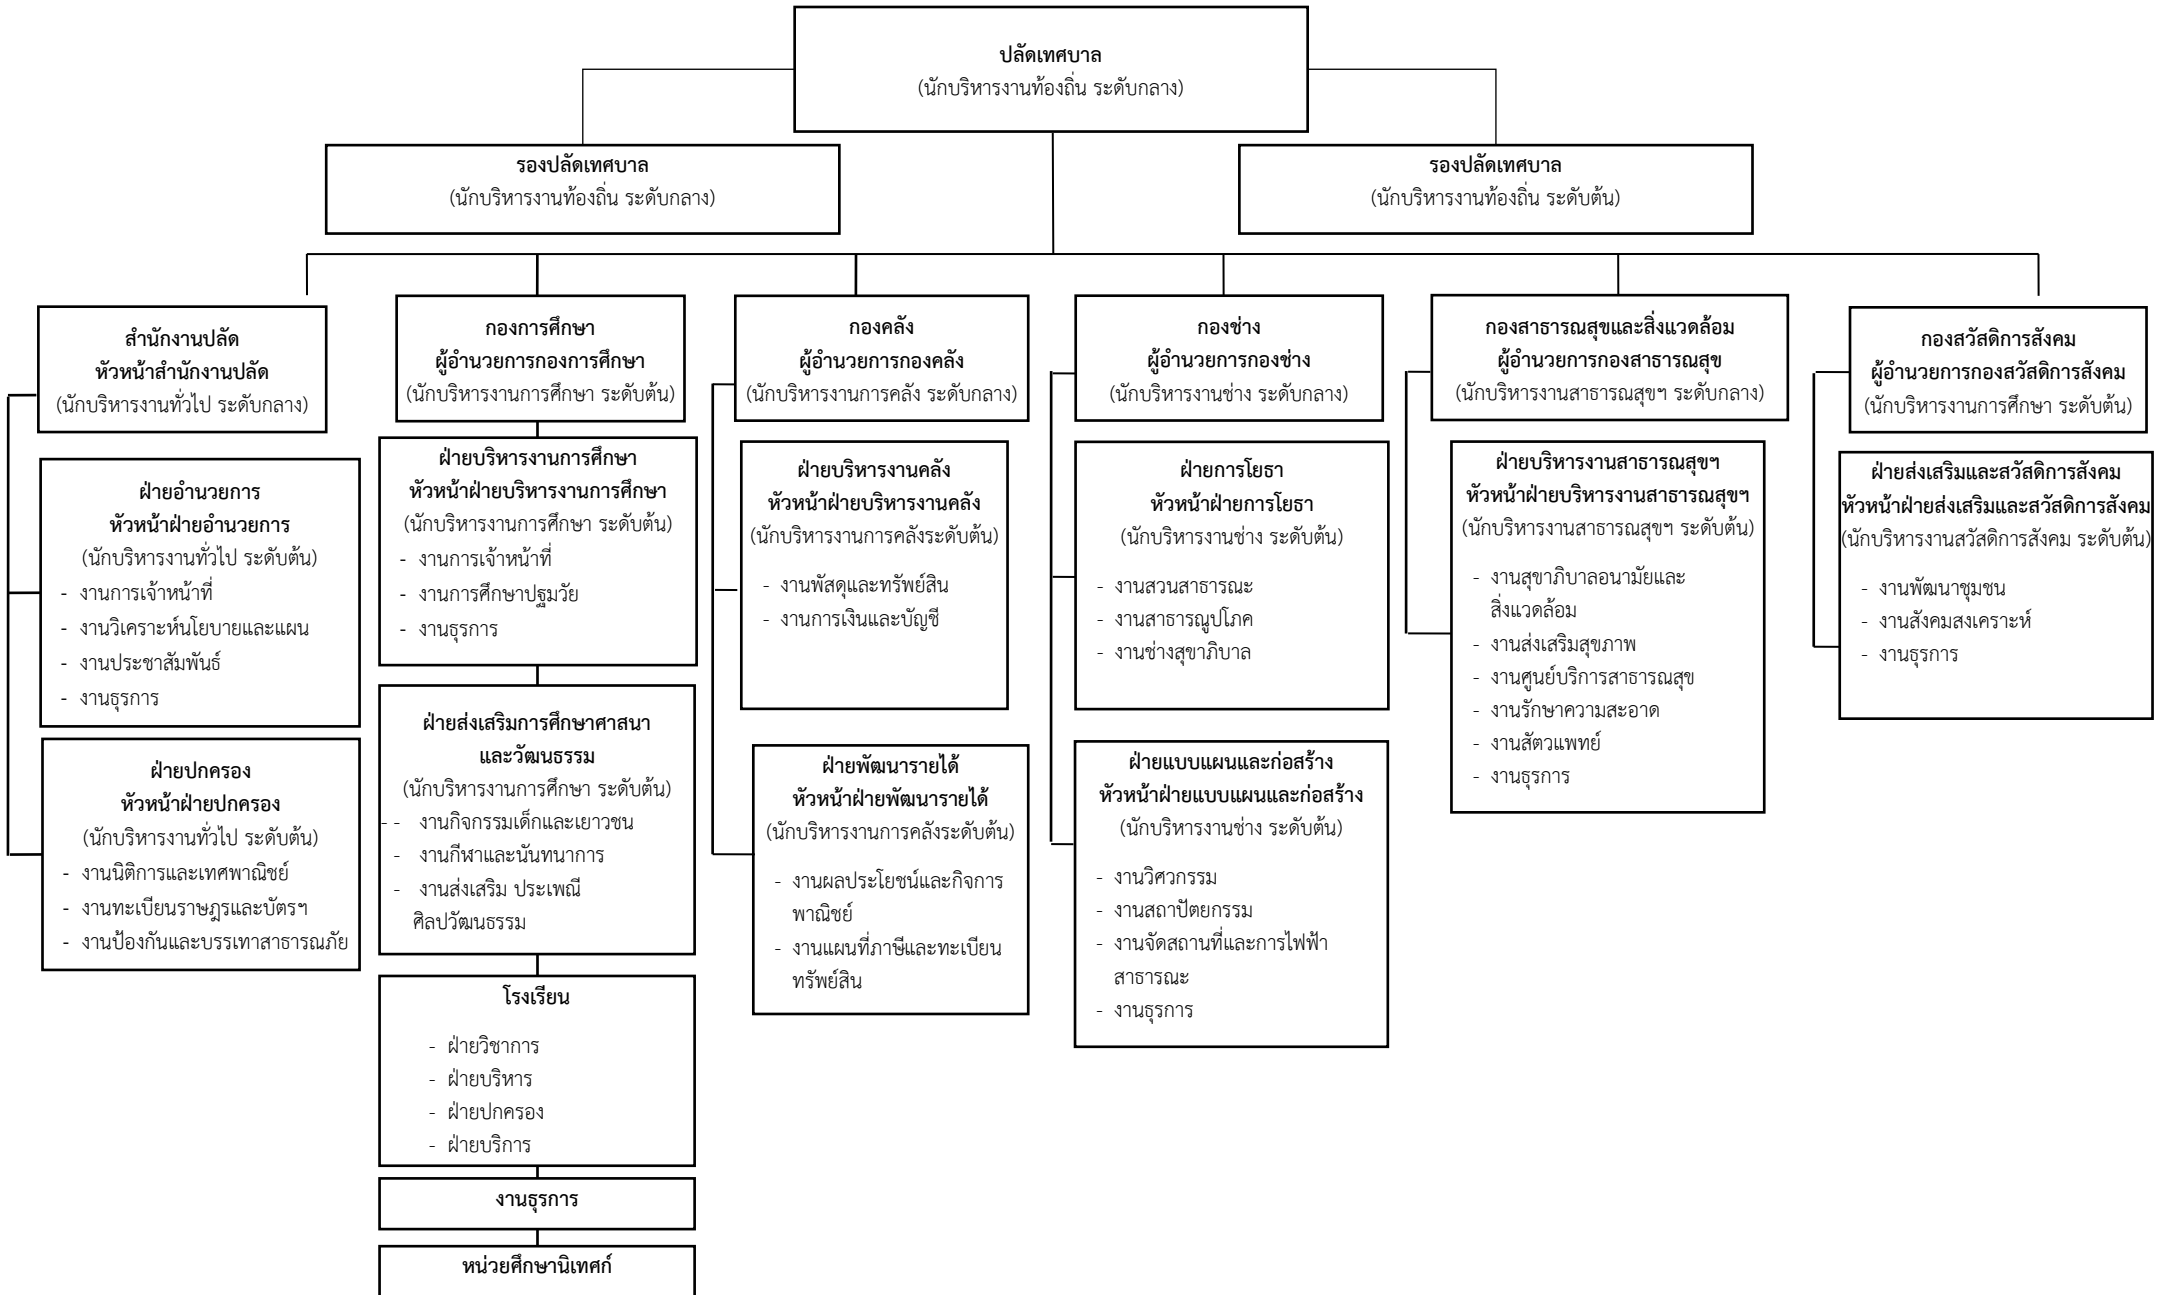 ปลัดเทศบาล
(นักบริหารงานท้องถิ่น ระดับกลาง)
รองปลัดเทศบาล
(นักบริหารงานท้องถิ่น ระดับกลาง)
รองปลัดเทศบาล
(นักบริหารงานท้องถิ่น ระดับต้น)
สำนักงานปลัด
หัวหน้าสำนักงานปลัด
(นักบริหารงานทั่วไป ระดับกลาง)
ฝ่ายอำนวยการ
หัวหน้าฝ่ายอำนวยการ
(นักบริหารงานทั่วไป ระดับต้น)
- งานการเจ้าหน้าที่
- งานวิเคราะห์นโยบายและแผน
- งานประชาสัมพันธ์
- งานธุรการ
ฝ่ายปกครอง
หัวหน้าฝ่ายปกครอง
(นักบริหารงานทั่วไป ระดับต้น)
- งานนิติการและเทศพาณิชย์
- งานทะเบียนราษฎรและบัตรฯ
- งานป้องกันและบรรเทาสาธารณภัย
กองการศึกษา
ผู้อำนวยการกองการศึกษา
(นักบริหารงานการศึกษา ระดับต้น)
ฝ่ายบริหารงานการศึกษา
หัวหน้าฝ่ายบริหารงานการศึกษา
(นักบริหารงานการศึกษา ระดับต้น)
- งานการเจ้าหน้าที่
- งานการศึกษาปฐมวัย
- งานธุรการ
ฝ่ายส่งเสริมการศึกษาศาสนา
และวัฒนธรรม
(นักบริหารงานการศึกษา ระดับต้น)
- - งานกิจกรรมเด็กและเยาวชน
- งานกีฬาและนันทนาการ
- งานส่งเสริม ประเพณี
ศิลปวัฒนธรรม
โรงเรียน
- ฝ่ายวิชาการ
- ฝ่ายบริหาร
- ฝ่ายปกครอง
- ฝ่ายบริการ
งานธุรการ
หน่วยศึกษานิเทศก์
กองคลัง
ผู้อำนวยการกองคลัง
(นักบริหารงานการคลัง ระดับกลาง)
ฝ่ายบริหารงานคลัง
หัวหน้าฝ่ายบริหารงานคลัง
(นักบริหารงานการคลังระดับต้น)
- งานพัสดุและทรัพย์สิน
- งานการเงินและบัญชี
ฝ่ายพัฒนารายได้
หัวหน้าฝ่ายพัฒนารายได้
(นักบริหารงานการคลังระดับต้น)
- งานผลประโยชน์และกิจการ
พาณิชย์
- งานแผนที่ภาษีและทะเบียน
ทรัพย์สิน
กองช่าง
ผู้อำนวยการกองช่าง
(นักบริหารงานช่าง ระดับกลาง)
ฝ่ายการโยธา
หัวหน้าฝ่ายการโยธา
(นักบริหารงานช่าง ระดับต้น)
- งานสวนสาธารณะ
- งานสาธารณูปโภค
- งานช่างสุขาภิบาล
ฝ่ายแบบแผนและก่อสร้าง
หัวหน้าฝ่ายแบบแผนและก่อสร้าง
(นักบริหารงานช่าง ระดับต้น)
- งานวิศวกรรม
- งานสถาปัตยกรรม
- งานจัดสถานที่และการไฟฟ้า
สาธารณะ
- งานธุรการ
กองสาธารณสุขและสิ่งแวดล้อม
ผู้อำนวยการกองสาธารณสุข
(นักบริหารงานสาธารณสุขฯ ระดับกลาง)
ฝ่ายบริหารงานสาธารณสุขฯ
หัวหน้าฝ่ายบริหารงานสาธารณสุขฯ
(นักบริหารงานสาธารณสุขฯ ระดับต้น)
- งานสุขาภิบาลอนามัยและ
สิ่งแวดล้อม
- งานส่งเสริมสุขภาพ
- งานศูนย์บริการสาธารณสุข
- งานรักษาความสะอาด
- งานสัตวแพทย์
- งานธุรการ
กองสวัสดิการสังคม
ผู้อำนวยการกองสวัสดิการสังคม
(นักบริหารงานการศึกษา ระดับต้น)
ฝ่ายส่งเสริมและสวัสดิการสังคม
หัวหน้าฝ่ายส่งเสริมและสวัสดิการสังคม
(นักบริหารงานสวัสดิการสังคม ระดับต้น)
- งานพัฒนาชุมชน
- งานสังคมสงเคราะห์
- งานธุรการ